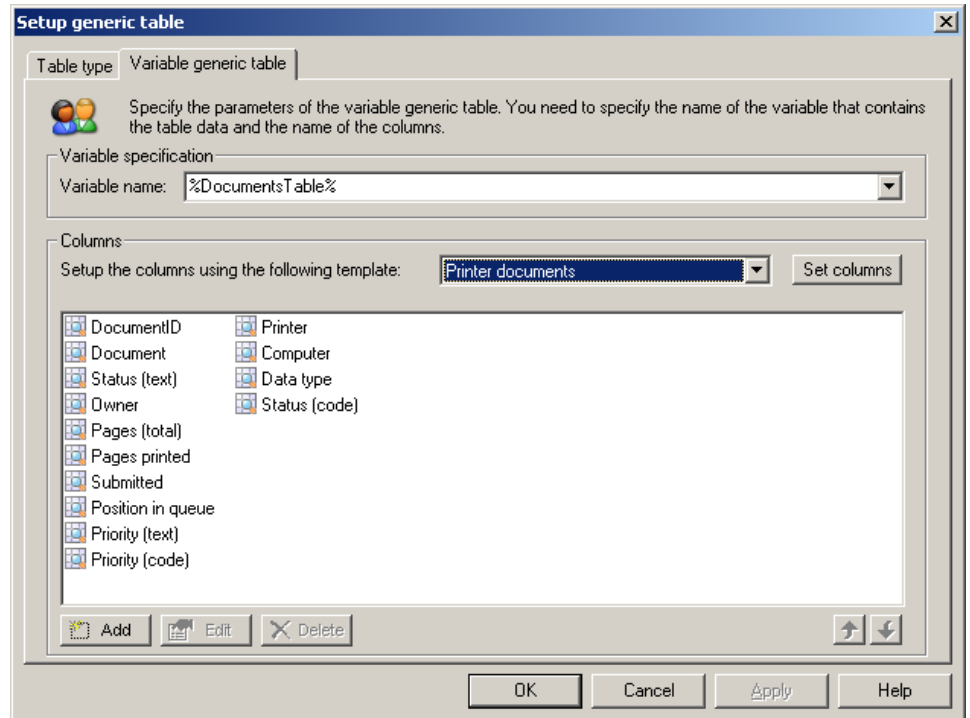 Setup generic table
Table type
Variable generic table
Specify the parameters of the variable generic table. You need to specify the name of the variable that contains
the table data and the name of the columns.
Variable specification
Variable name: %DocumentsTable%
Columns
Setup the columns using the following template: Printer documents Set columns
DocumentID
Document
Status (text)
Owner
Pages (total)
Pages printed
Submitted
Position in queue
Priority (text)
Priority (code)
Printer
Computer
Data type
Status (code)
Add Edit Delete
OK Cancel Apply Help